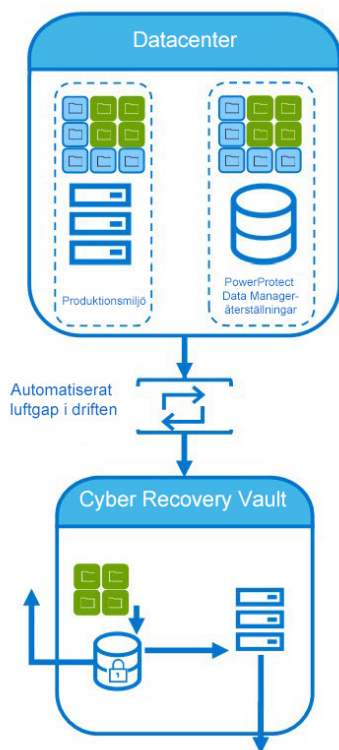 Datacenter
Produktionsmiljö
PowerProtect
Data Manager-
återställningar
Automatiserat
luftgap i driften
Cyber Recovery Vault